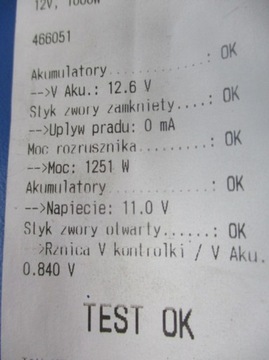 12V, 1000W
466051
Akumulatory............: OK
-->V Aku.: 12.6 V
Styk zwory zamkniety....: OK
-->Uplyw pradu: 0 mA
Moc rozrusznika.........: OK
-->Moc: 1251 W
Akumulatory............: OK
-->Napiecie: 11.0 V
Styk zwory otwarty......: OK
-->Rznica V kontrolki / V Aku.
0.840 V
TEST OK